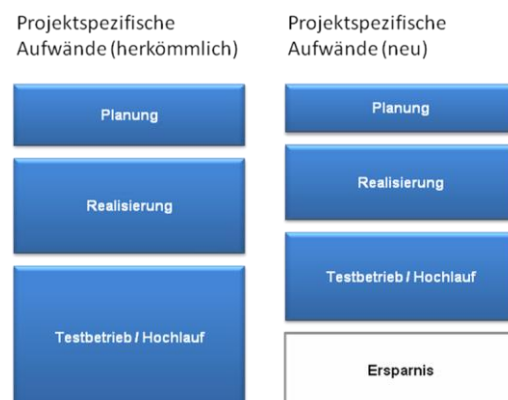 Projektspezifische
Aufwände (herkömmlich)
Planung
Realisierung
Testbetrieb / Hochlauf
Projektspezifische
Aufwände (neu)
Planung
Realisierung
Testbetrieb / Hochlauf
Ersparnis